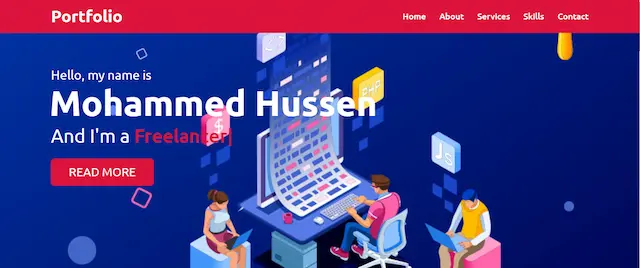 Portfolio
Home About Services Skills Contact
Hello, my name is
Mohammed Hussen
And I'm a Freelancer|
READ MORE
PHP
$
JS